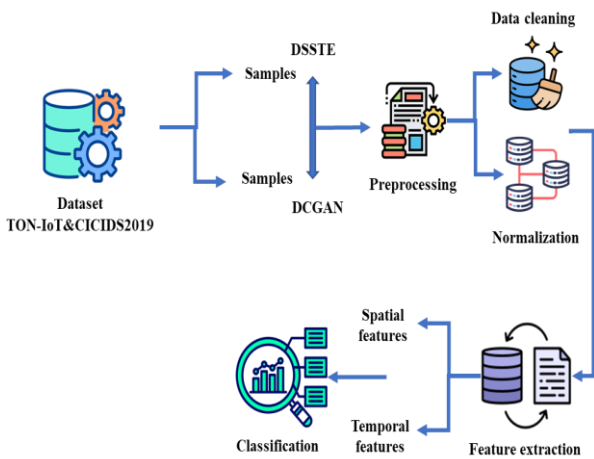 Data cleaning
DSSTE
Samples
Samples
DCGAN
Dataset
TON-IoT&CICIDS2019
Preprocessing
Normalization
Spatial
features
Temporal
features
Classification
Feature extraction